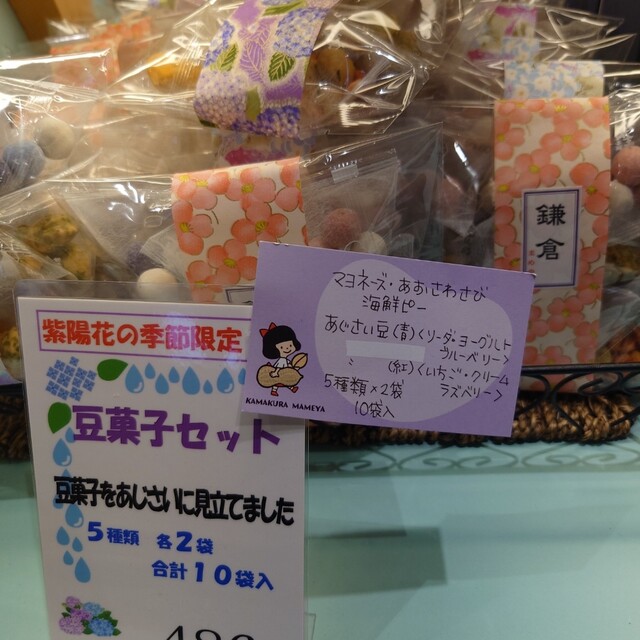 鎌倉
マヨネーズ・あおさわさび
海鮮ピー
あじさい豆(青)くソーダ・ヨーグルト
ブルーベリー>
〃 (紅)<いちご・クリーム
ラズベリー>
5種類×2袋
10袋入
KAMAKURA MAMEYA
紫陽花の季節限定
豆菓子セット
豆菓子をあじさいに見立てました
5種類 各2袋
合計10袋入